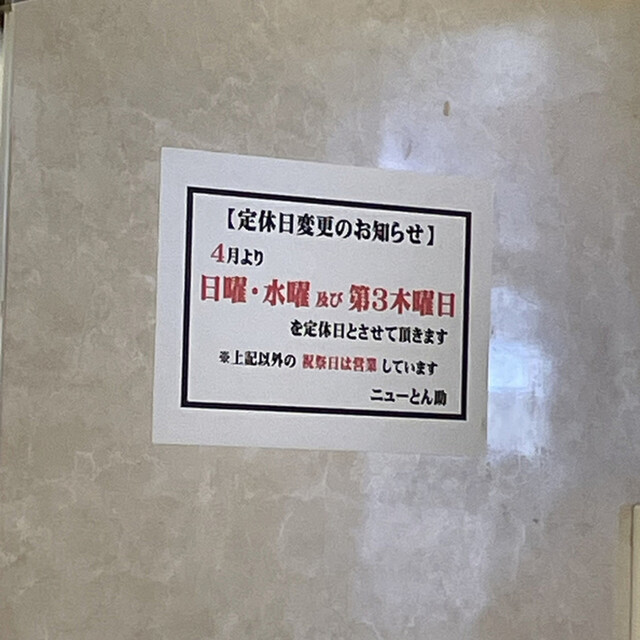 【定休日変更のお知らせ】
4月より
日曜・水曜 及び 第3木曜日
を定休日とさせて頂きます
※上記以外の 祝祭日は営業 しています
ニューとん助